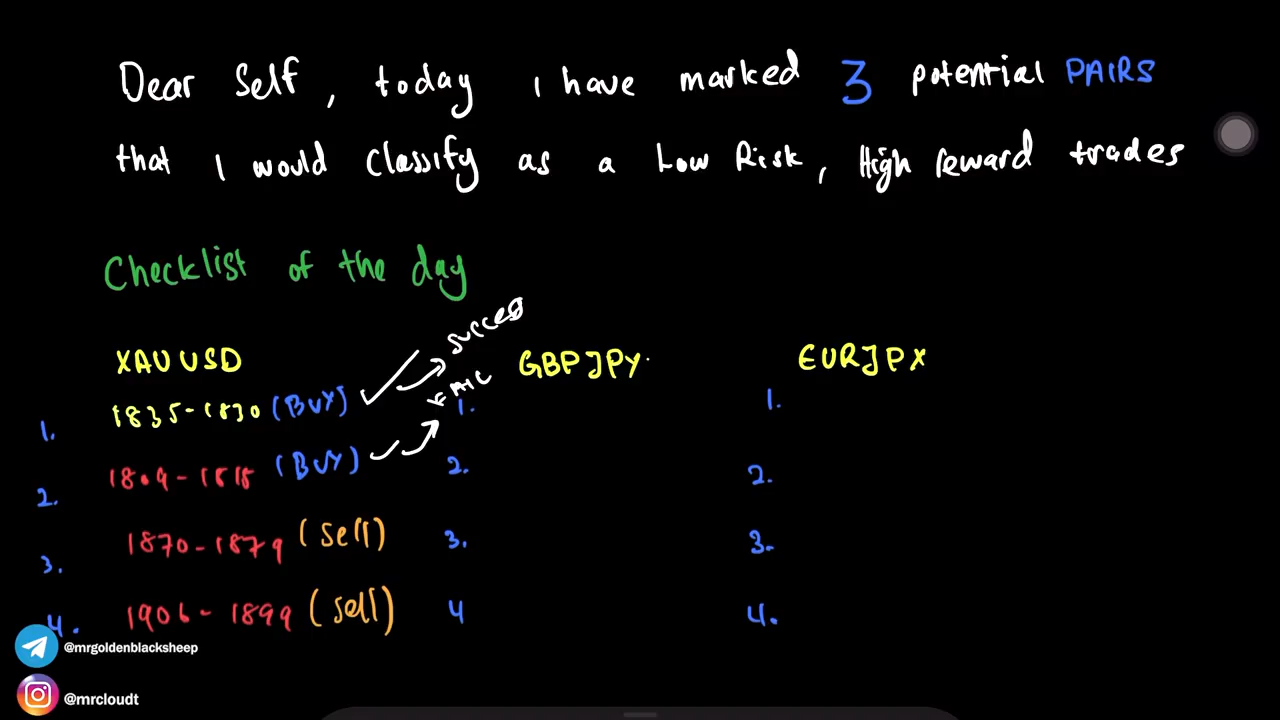 Dear Self, today I have marked 3 potential PAIRS
that I would classify as a Low Risk, High reward trades
Checklist of the day
XAUUSD
1. 1835-1830 (BUY) success
2. 1809-1818 (BUY)
3. 1870-1879 (sell)
4. 1906-1899 (sell)
GBPJPY
1.
2.
3.
4
EURJPY
1.
2.
3.
4.
@mrgoldenblacksheep
@mrcloudt